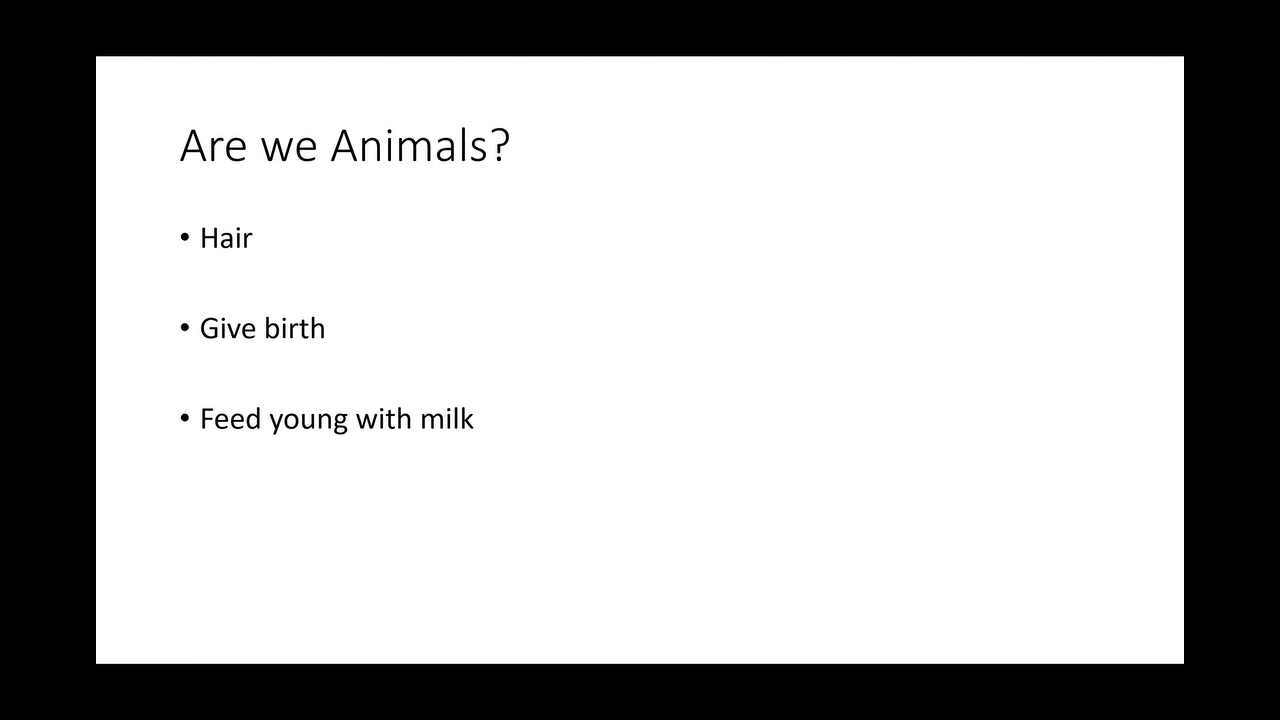 Are we Animals?
• Hair
• Give birth
• Feed young with milk